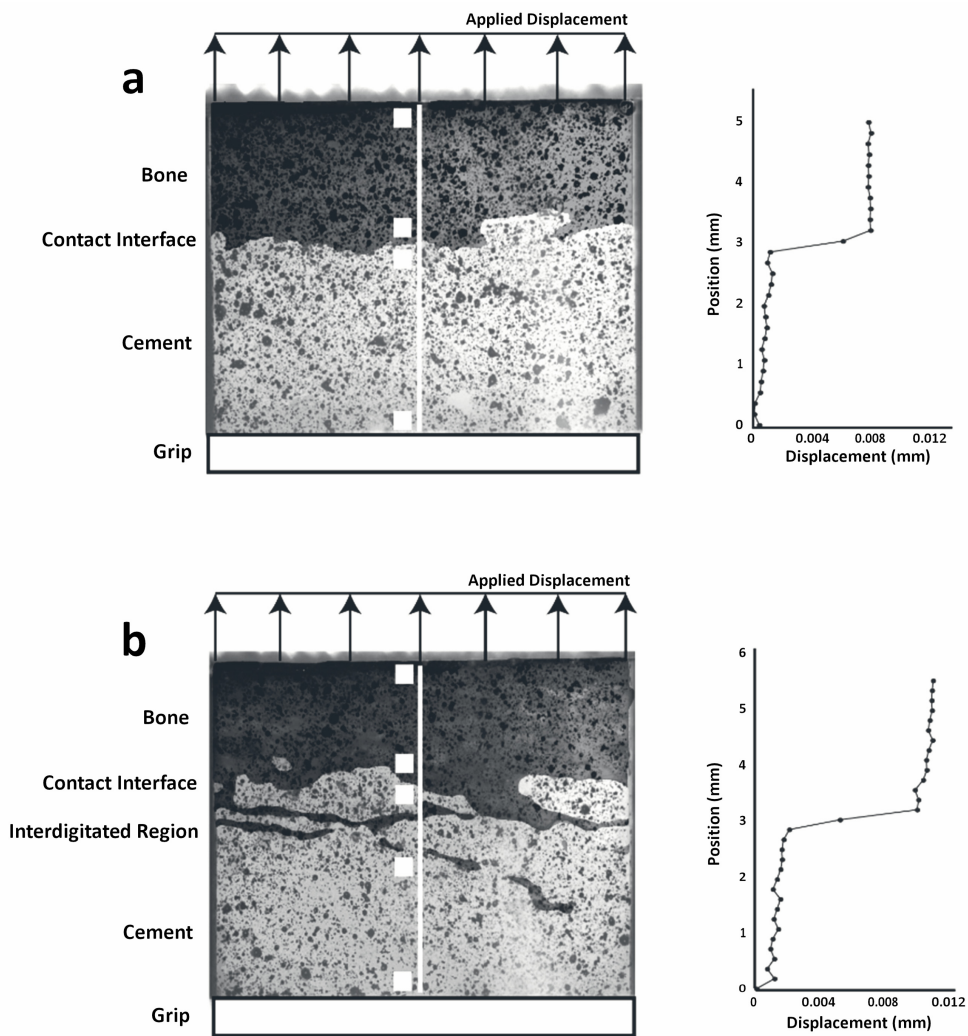 Applied Displacement
a
Bone
Contact Interface
Cement
Grip
5
4
3
2
1
0
Position (mm)
0 0.004 0.008 0.012
Displacement (mm)
Applied Displacement
b
Bone
Contact Interface
Interdigitated Region
Cement
Grip
6
5
4
3
2
1
0
Position (mm)
0 0.004 0.008 0.012
Displacement (mm)